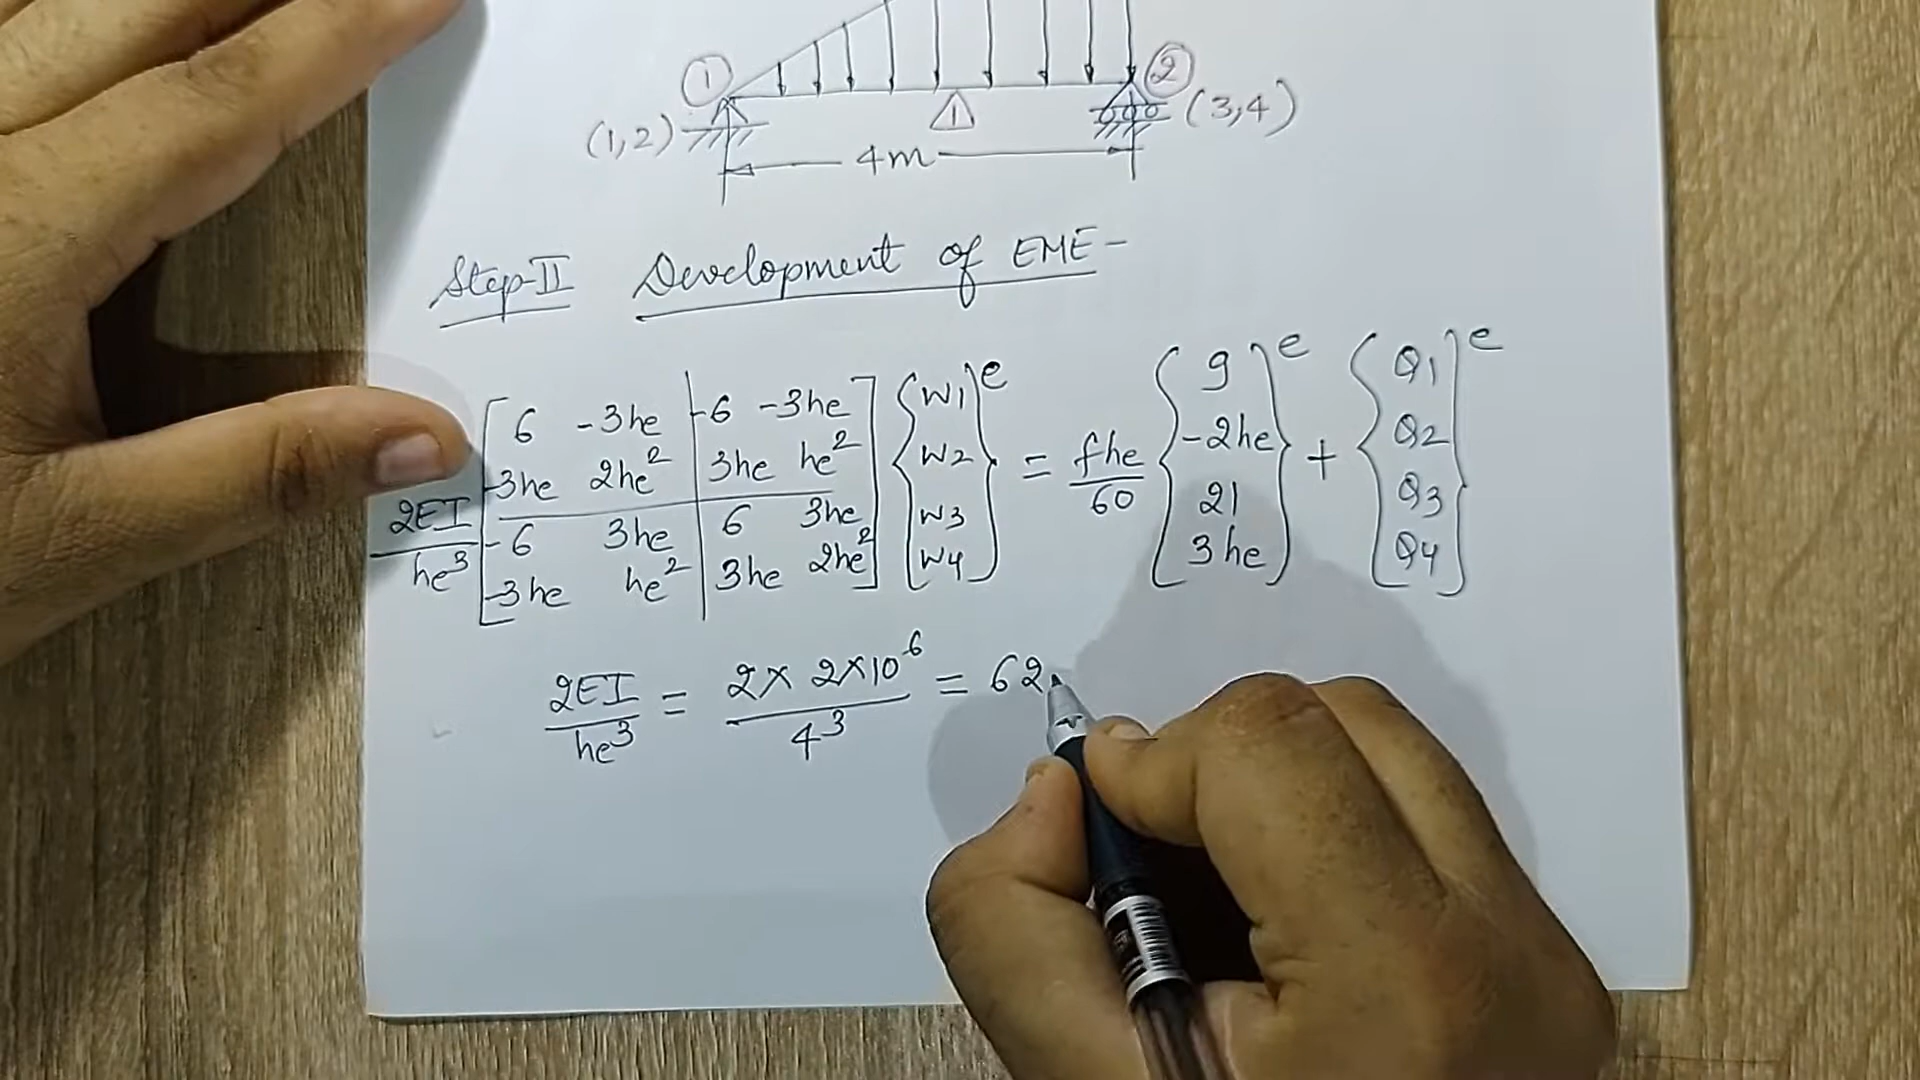 1 2
(1,2) 1 (3,4)
4m
Step-II Development of EME-
[6 -3he -6 -3he] {w1}e = fhe/60 {9}e + {Q1}e
[-3he 2he² 3he he²] {w2} {-2he} {Q2}
2EI/he³ [-6 3he 6 3he] {w3} {21} {Q3}
[-3he he² 3he 2he²] {w4} {3he} {Q4}
2EI/he³ = 2×2×10⁶/4³ = 62